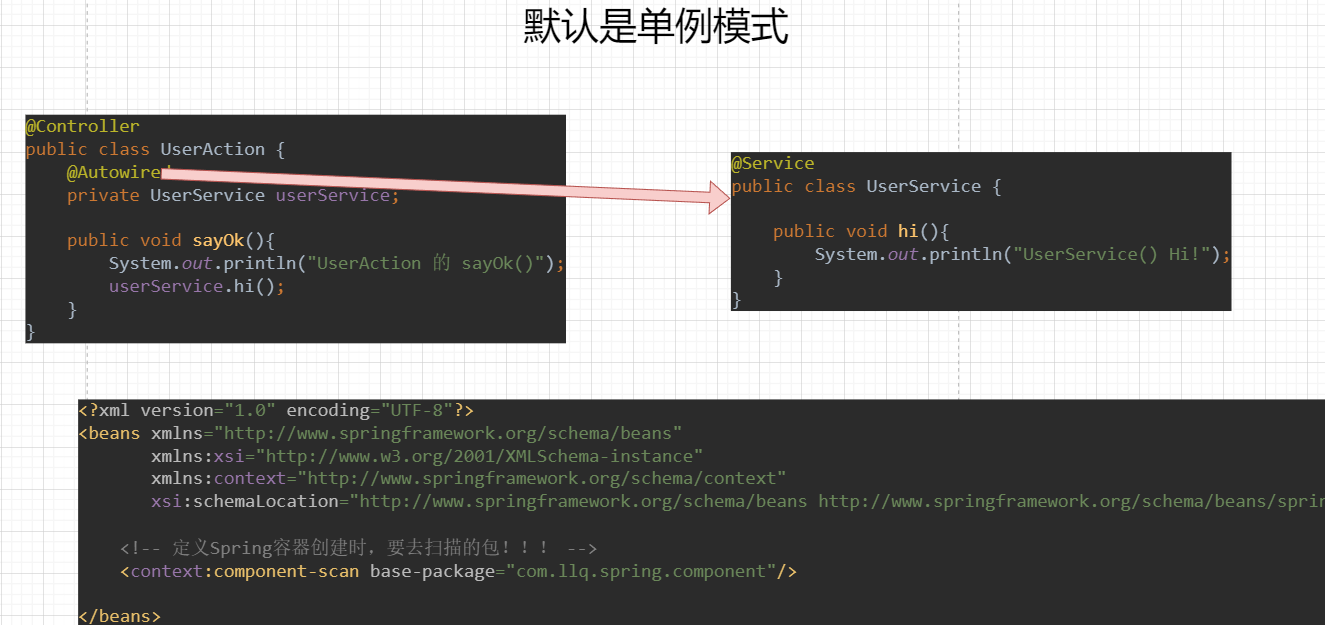 默认是单例模式
@Controller
public class UserAction {
    @Autowire
    private UserService userService;

    public void sayOk(){
        System.out.println("UserAction 的 sayOk()");
        userService.hi();
    }
}
@Service
public class UserService {

    public void hi(){
        System.out.println("UserService() Hi!");
    }
}
<?xml version="1.0" encoding="UTF-8"?>
<beans xmlns="http://www.springframework.org/schema/beans"
       xmlns:xsi="http://www.w3.org/2001/XMLSchema-instance"
       xmlns:context="http://www.springframework.org/schema/context"
       xsi:schemaLocation="http://www.springframework.org/schema/beans http://www.springframework.org/schema/beans/sprin

    <!-- 定义Spring容器创建时，要去扫描的包！！！ -->
    <context:component-scan base-package="com.llq.spring.component"/>

</beans>